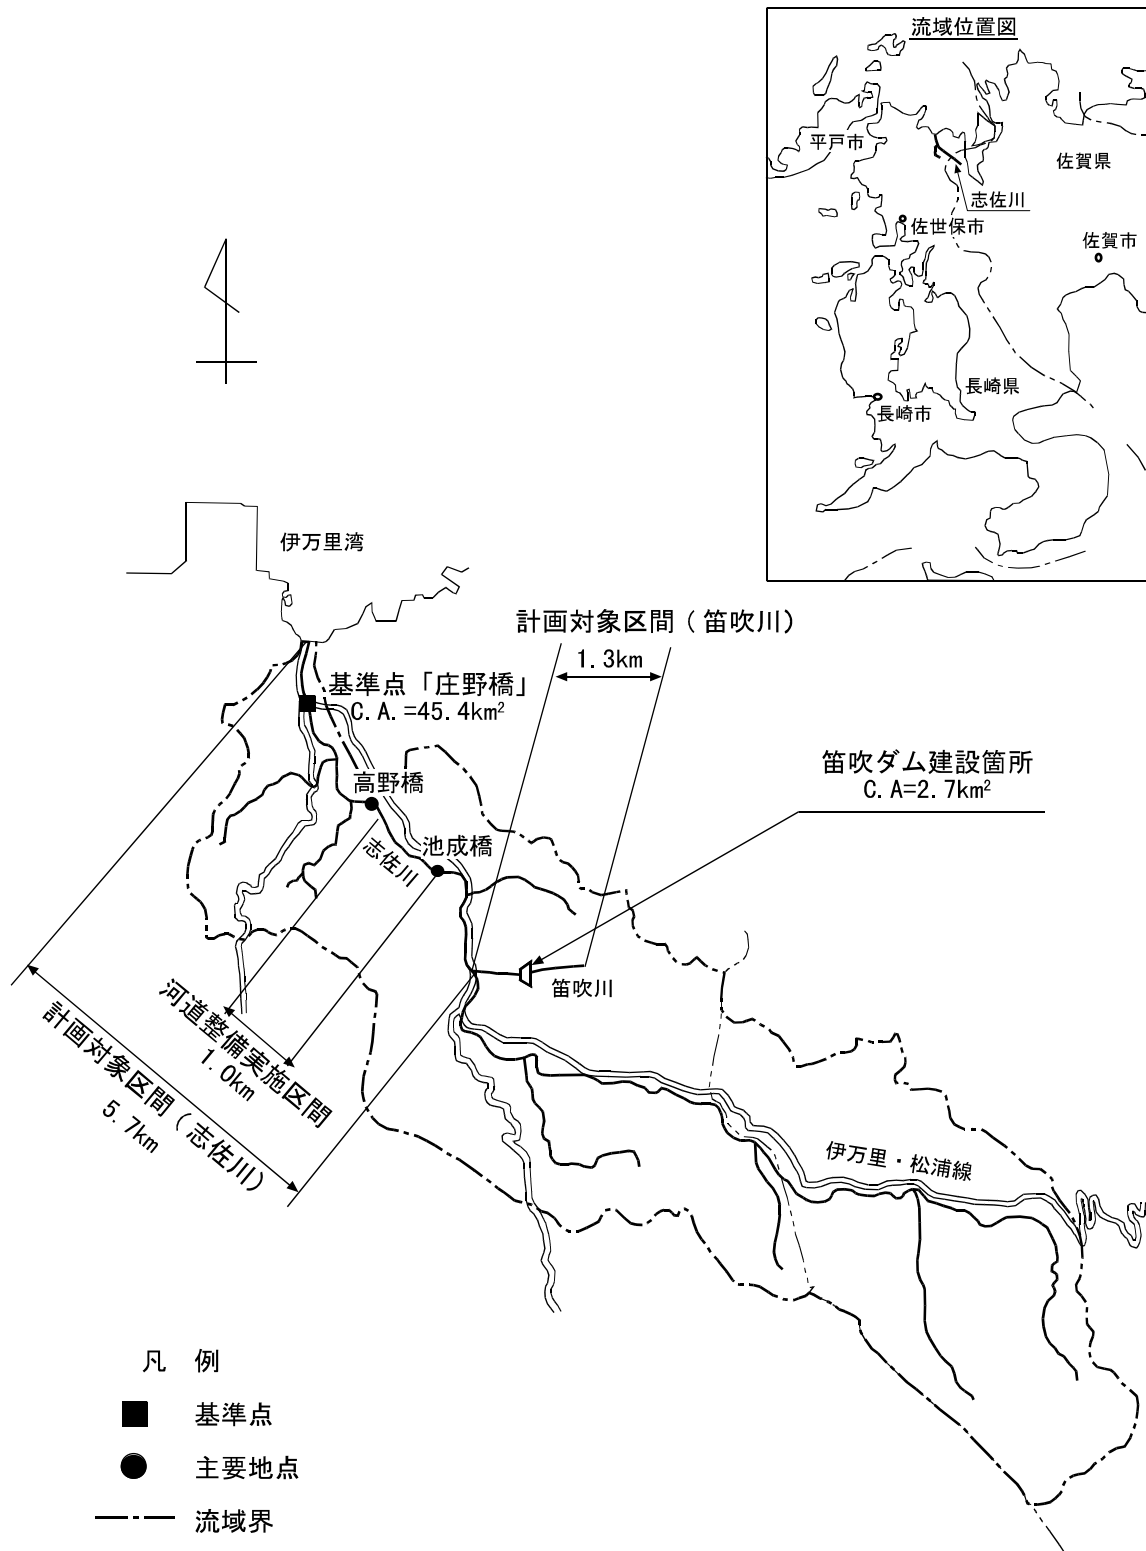 流域位置図
平戸市
佐賀県
志佐川
佐世保市
佐賀市
長崎県
長崎市
伊万里湾
計画対象区間(笛吹川)
1.3km
基準点「庄野橋」
C.A.=45.4km²
笛吹ダム建設箇所
C.A=2.7km²
高野橋
志佐川
池成橋
笛吹川
河道整備実施区間
1.0km
計画対象区間(志佐川)
5.7km
伊万里・松浦線
凡 例
基準点
主要地点
流域界